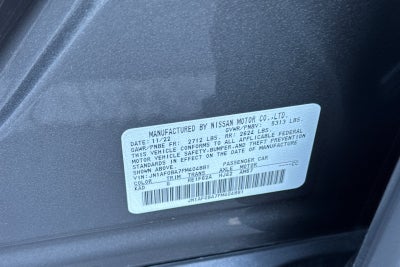 MANUFACTURED BY NISSAN MOTOR CO.,LTD.
DATE: 11/22 GVWR/PNBV: 5313 LBS.
GAWR/PNBE FR: 2712 LBS. RR: 2624 LBS.
THIS VEHICLE CONFORMS TO ALL APPLICABLE FEDERAL
MOTOR VEHICLE SAFETY, BUMPER, AND THEFT PREVENTION
STANDARDS IN EFFECT ON THE DATE OF MANUFACTURE
SHOWN ABOVE.
PASSENGER CAR
COLOR TRIM TRANS AXLE MOTOR
KAD G